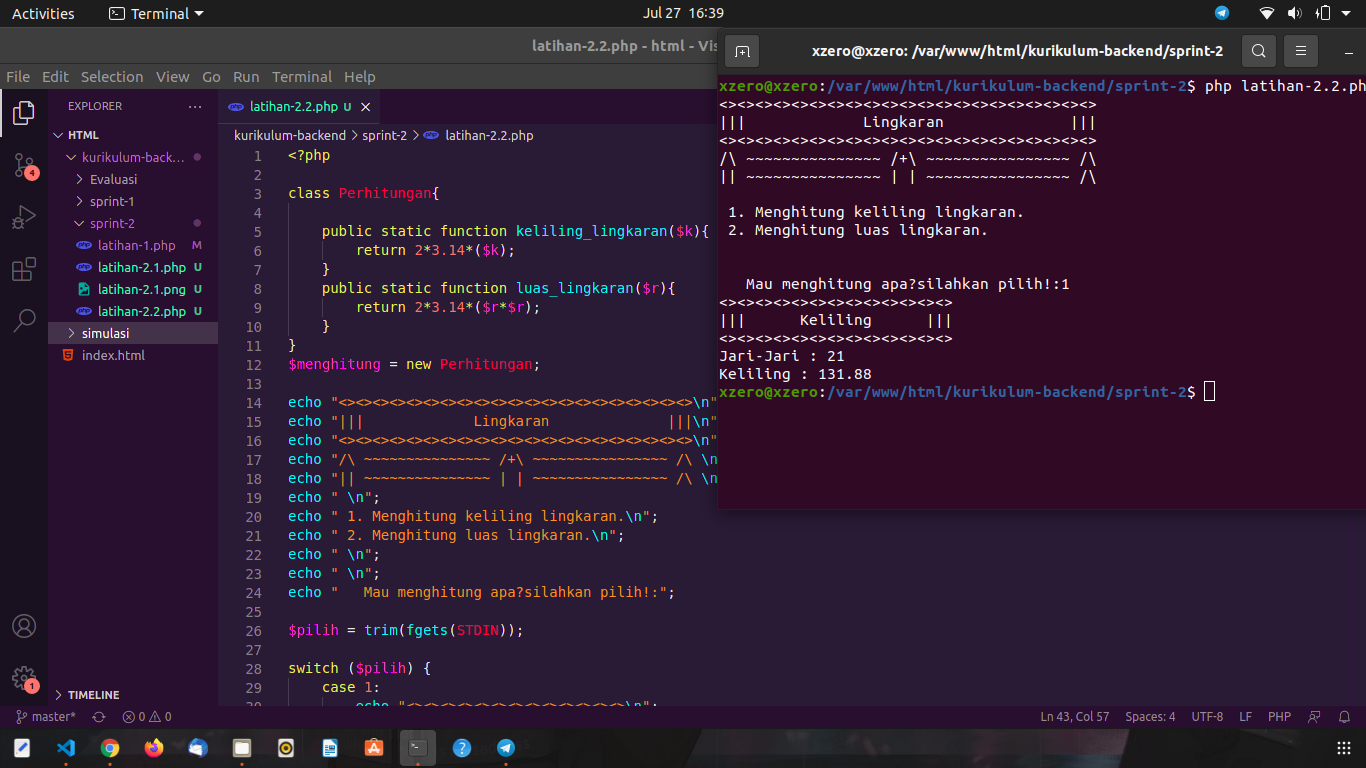 Activities
Terminal
Jul 27 16:39
latihan-2.2.php - html - Vis
File Edit Selection View Go Run Terminal Help
EXPLORER
HTML
kurikulum-back...
Evaluasi
sprint-1
sprint-2
latihan-1.php M
latihan-2.1.php U
latihan-2.1.png U
latihan-2.2.php U
simulasi
index.html
TIMELINE
4
1
latihan-2.2.php U
kurikulum-backend > sprint-2 > latihan-2.2.php
1 <?php
2
3 class Perhitungan{
4
5 public static function keliling_lingkaran($k){
6 return 2*3.14*($k);
7 }
8 public static function luas_lingkaran($r){
9 return 2*3.14*($r*$r);
10 }
11 }
12 $menghitung = new Perhitungan;
13
14 echo "<><><><><><><><><><><><><><><><><><><><><>\n"
15 echo "||| Lingkaran |||\n"
16 echo "<><><><><><><><><><><><><><><><><><><><><>\n"
17 echo "/\ ~~~~~~~~~~~~~~~ /+\ ~~~~~~~~~~~~~~~~ /\ \n
18 echo "|| ~~~~~~~~~~~~~~~ | | ~~~~~~~~~~~~~~~~ /\ \n
19 echo " \n";
20 echo " 1. Menghitung keliling lingkaran.\n";
21 echo " 2. Menghitung luas lingkaran.\n";
22 echo " \n";
23 echo " \n";
24 echo "   Mau menghitung apa?silahkan pilih!:";
25
26 $pilih = trim(fgets(STDIN));
27
28 switch ($pilih) {
29 case 1:
30 echo "<><><><><><><><><><><><><>\n";
xzero@xzero: /var/www/html/kurikulum-backend/sprint-2
xzero@xzero:/var/www/html/kurikulum-backend/sprint-2$ php latihan-2.2.ph
<><><><><><><><><><><><><><><><><><><><><>
||| Lingkaran |||
<><><><><><><><><><><><><><><><><><><><><>
/\ ~~~~~~~~~~~~~~~ /+\ ~~~~~~~~~~~~~~~~ /\
|| ~~~~~~~~~~~~~~~ | | ~~~~~~~~~~~~~~~~ /\
1. Menghitung keliling lingkaran.
2. Menghitung luas lingkaran.
Mau menghitung apa?silahkan pilih!:1
<><><><><><><><><><><><><>
||| Keliling |||
<><><><><><><><><><><><><>
Jari-Jari : 21
Keliling : 131.88
xzero@xzero:/var/www/html/kurikulum-backend/sprint-2$
master* 0 0
Ln 43, Col 57 Spaces: 4 UTF-8 LF PHP